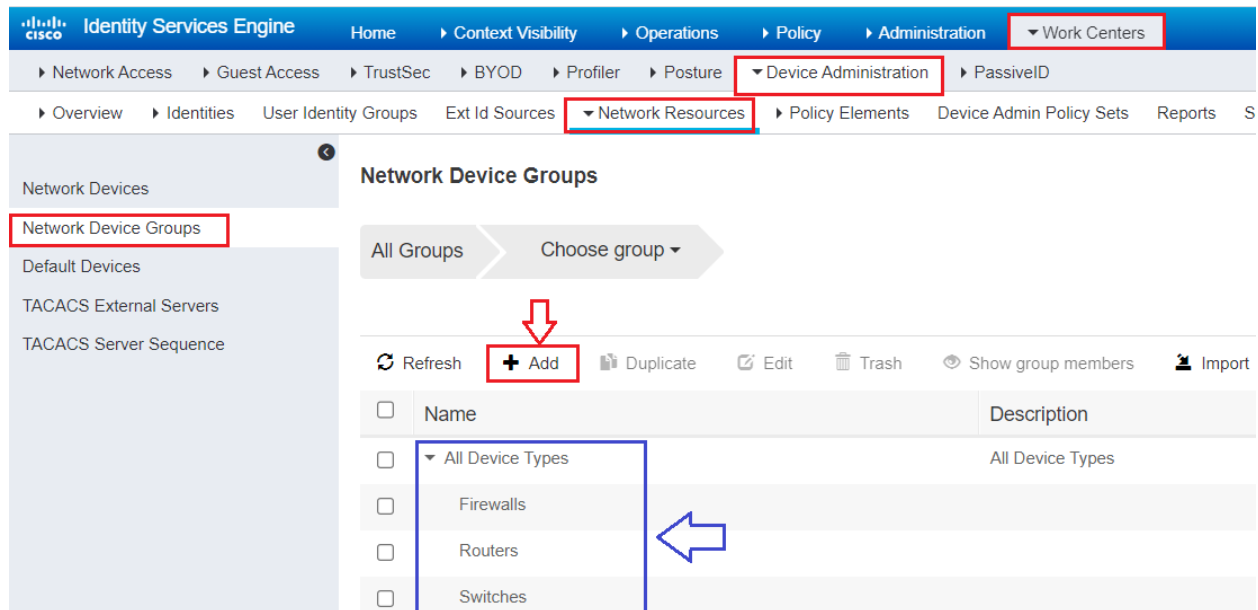 cisco Identity Services Engine Home Context Visibility Operations Policy Administration Work Centers
Network Access Guest Access TrustSec BYOD Profiler Posture Device Administration PassiveID
Overview Identities User Identity Groups Ext Id Sources Network Resources Policy Elements Device Admin Policy Sets Reports S
Network Devices
Network Device Groups
Default Devices
TACACS External Servers
TACACS Server Sequence
Network Device Groups
All Groups Choose group
Refresh Add Duplicate Edit Trash Show group members Import
Name Description
All Device Types All Device Types
Firewalls
Routers
Switches